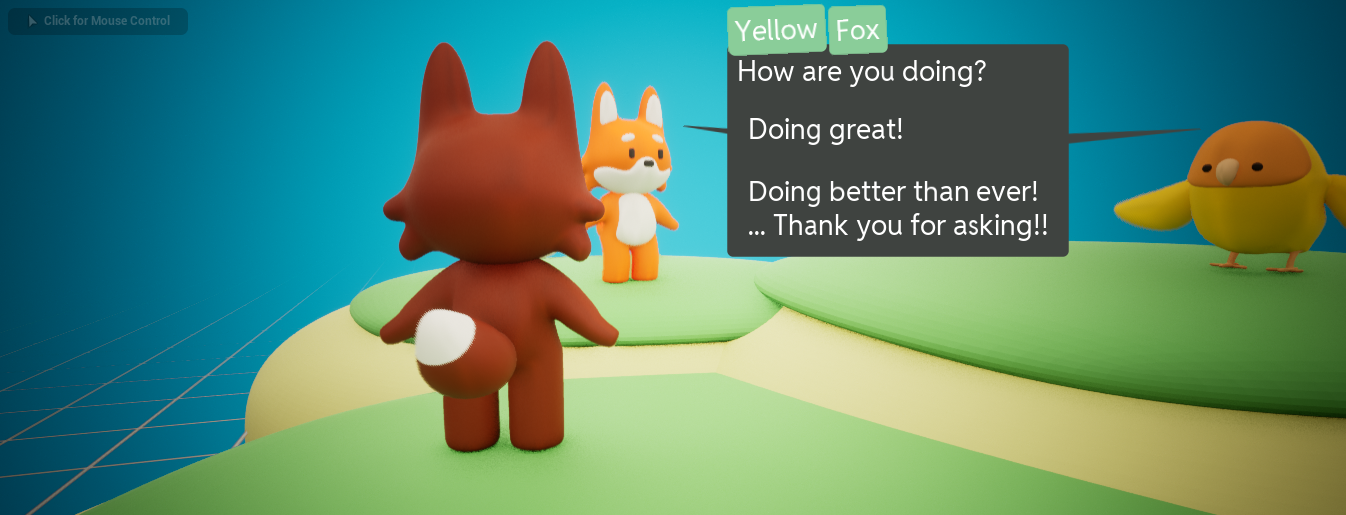 Click for Mouse Control
Yellow Fox
How are you doing?
Doing great!
Doing better than ever!
... Thank you for asking!!